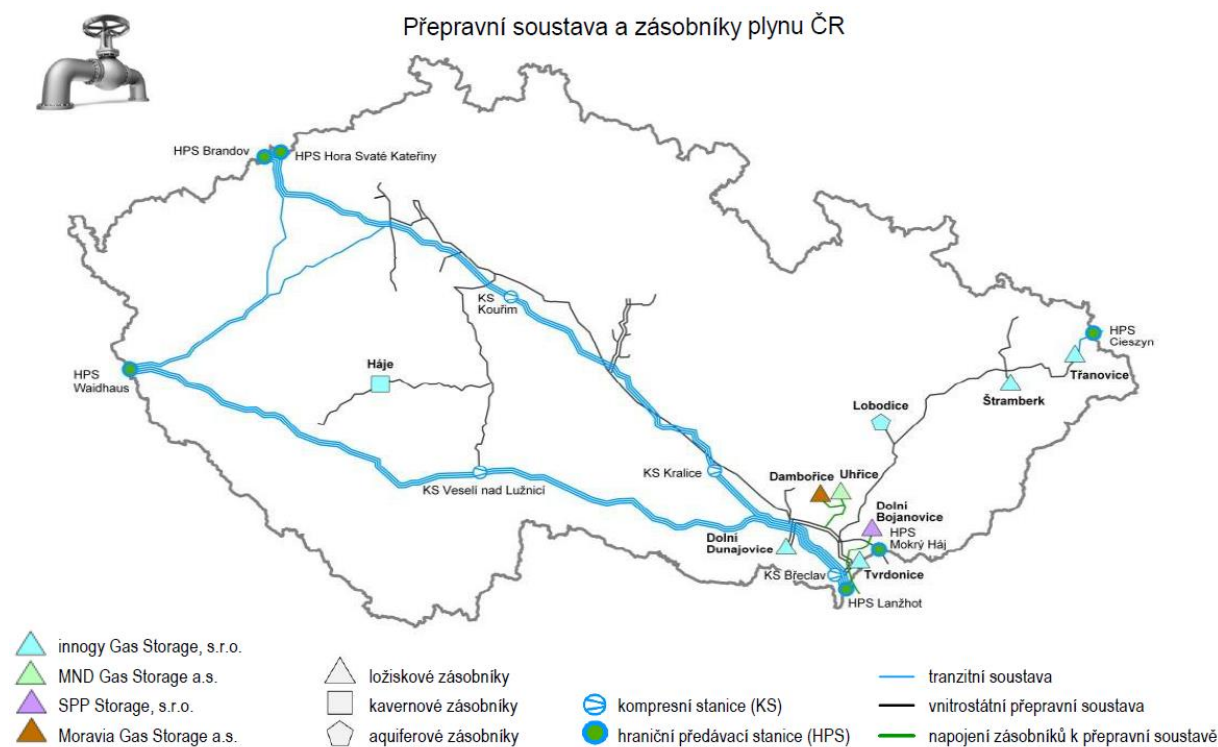 Přepravní soustava a zásobníky plynu ČR
HPS Brandov
HPS Hora Svaté Kateřiny
KS
Kouřim
HPS
Cieszyn
HPS
Waidhaus
Háje
Třanovice
Štramberk
Lobodice
KS Kralice
KS Veselí nad Lužnicí
Dambořice
Uhřice
Dolní
Bojanovice
HPS
Mokrý Háj
Dolní
Dunajovice
KS Břeclav
Tvrdonice
HPS Lanžhot
innogy Gas Storage, s.r.o.
MND Gas Storage a.s.
SPP Storage, s.r.o.
Moravia Gas Storage a.s.
ložiskové zásobníky
kavernové zásobníky
aquiferové zásobníky
kompresní stanice (KS)
hraniční předávací stanice (HPS)
tranzitní soustava
vnitrostátní přepravní soustava
napojení zásobníků k přepravní soustavě